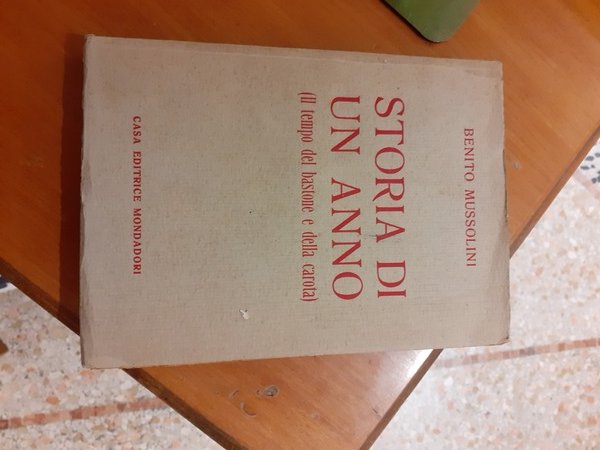 BENITO MUSSOLINI
STORIA DI
UN ANNO
(Il tempo del bastone e della carota)
CASA EDITRICE MONDADORI